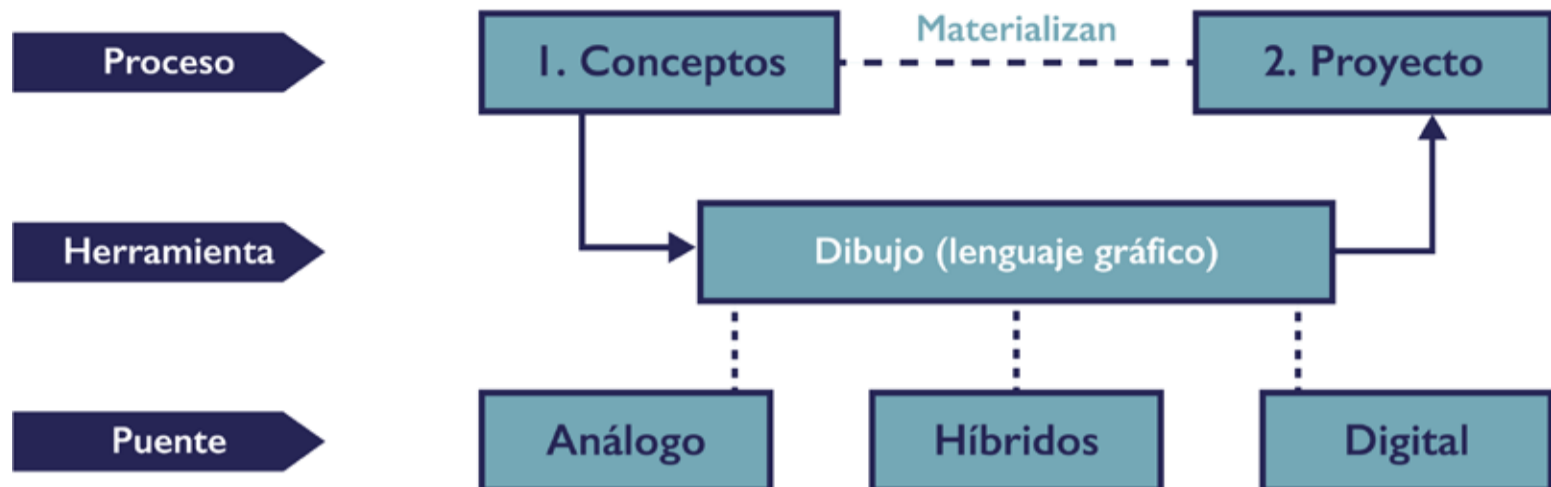 Proceso
1. Conceptos
Materializan
2. Proyecto
Herramienta
Dibujo (lenguaje gráfico)
Puente
Análogo
Híbridos
Digital